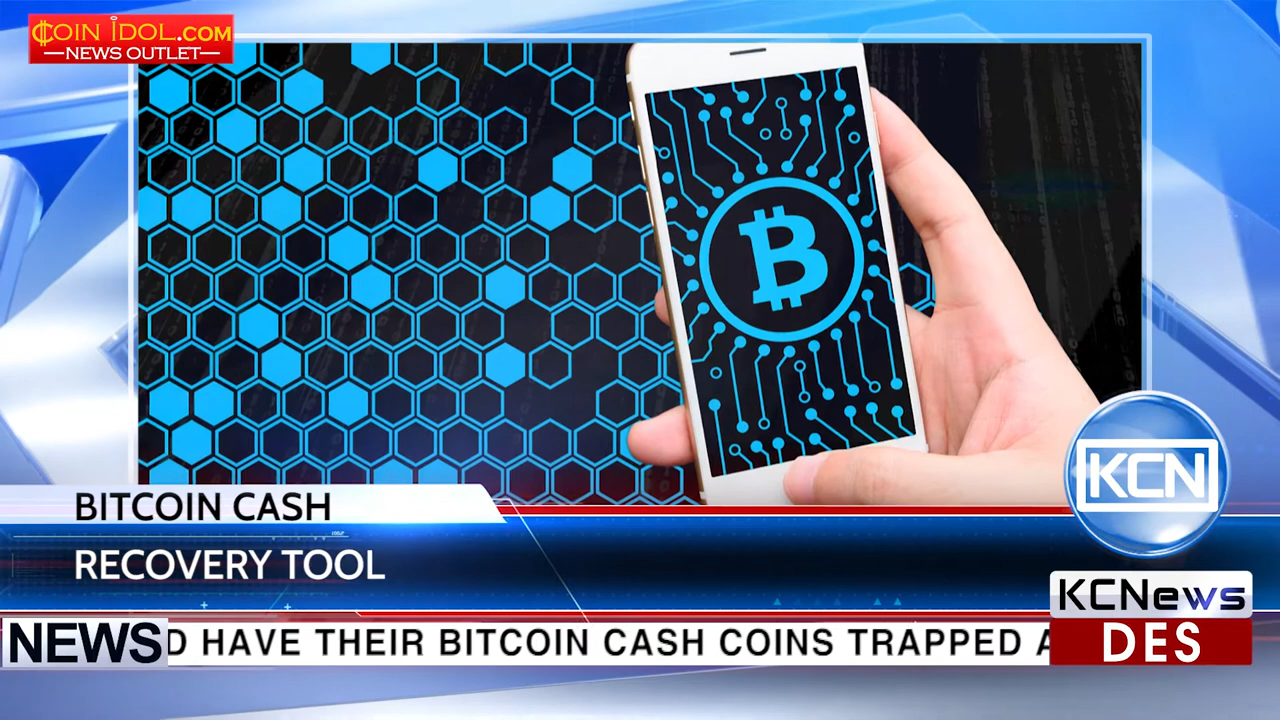 COIN IDOL.COM
NEWS OUTLET
KCN
BITCOIN CASH
RECOVERY TOOL
KCNews
NEWS
D HAVE THEIR BITCOIN CASH COINS TRAPPED A
DES